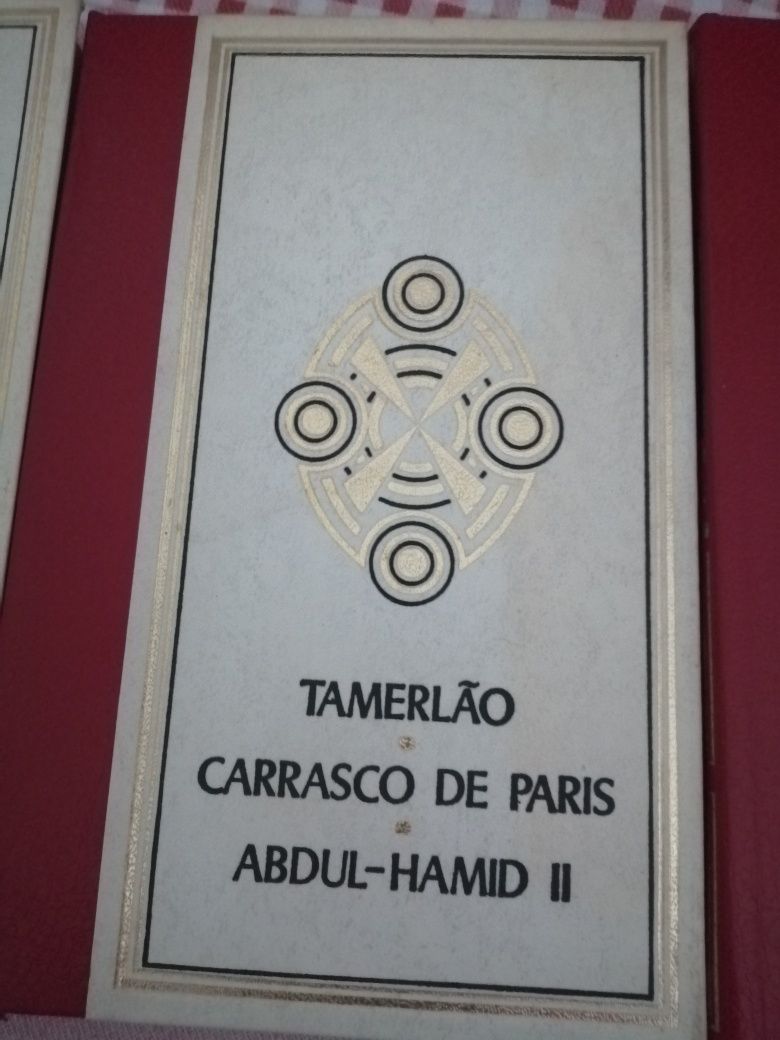 TAMERLÃO
CARRASCO DE PARIS
ABDUL-HAMID II